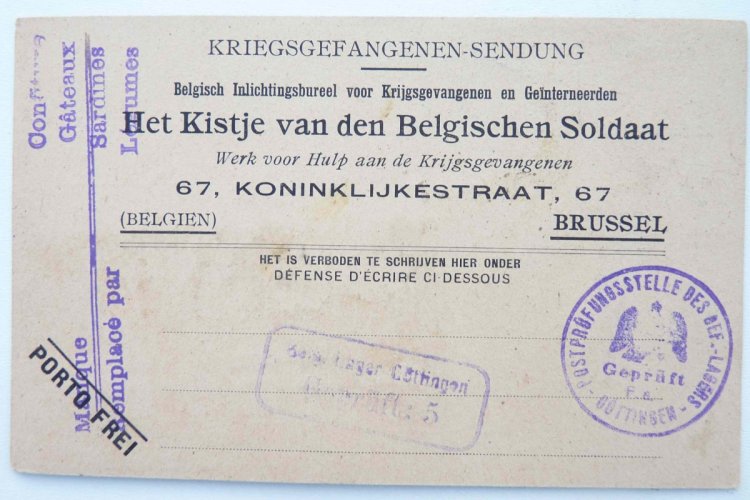 KRIEGSGEFANGENEN-SENDUNG
Belgisch Inlichtingsbureel voor Krijgsgevangenen en Geïnterneerden
Het Kistje van den Belgischen Soldaat
Werk voor Hulp aan de Krijgsgevangenen
67, KONINKLIJKESTRAAT, 67
(BELGIEN)
BRUSSEL
HET IS VERBODEN TE SCHRIJVEN HIER ONDER
DÉFENSE D'ÉCRIRE CI-DESSOUS
Gâteaux
Sardines
Légumes
Manque
Remplacé par
PORTO FREI
Lager Göttingen
5
POSTPRÜFUNGSSTELLE DES GEF.-LAGERS
Geprüft
F. a.
- GÖTTINGEN -